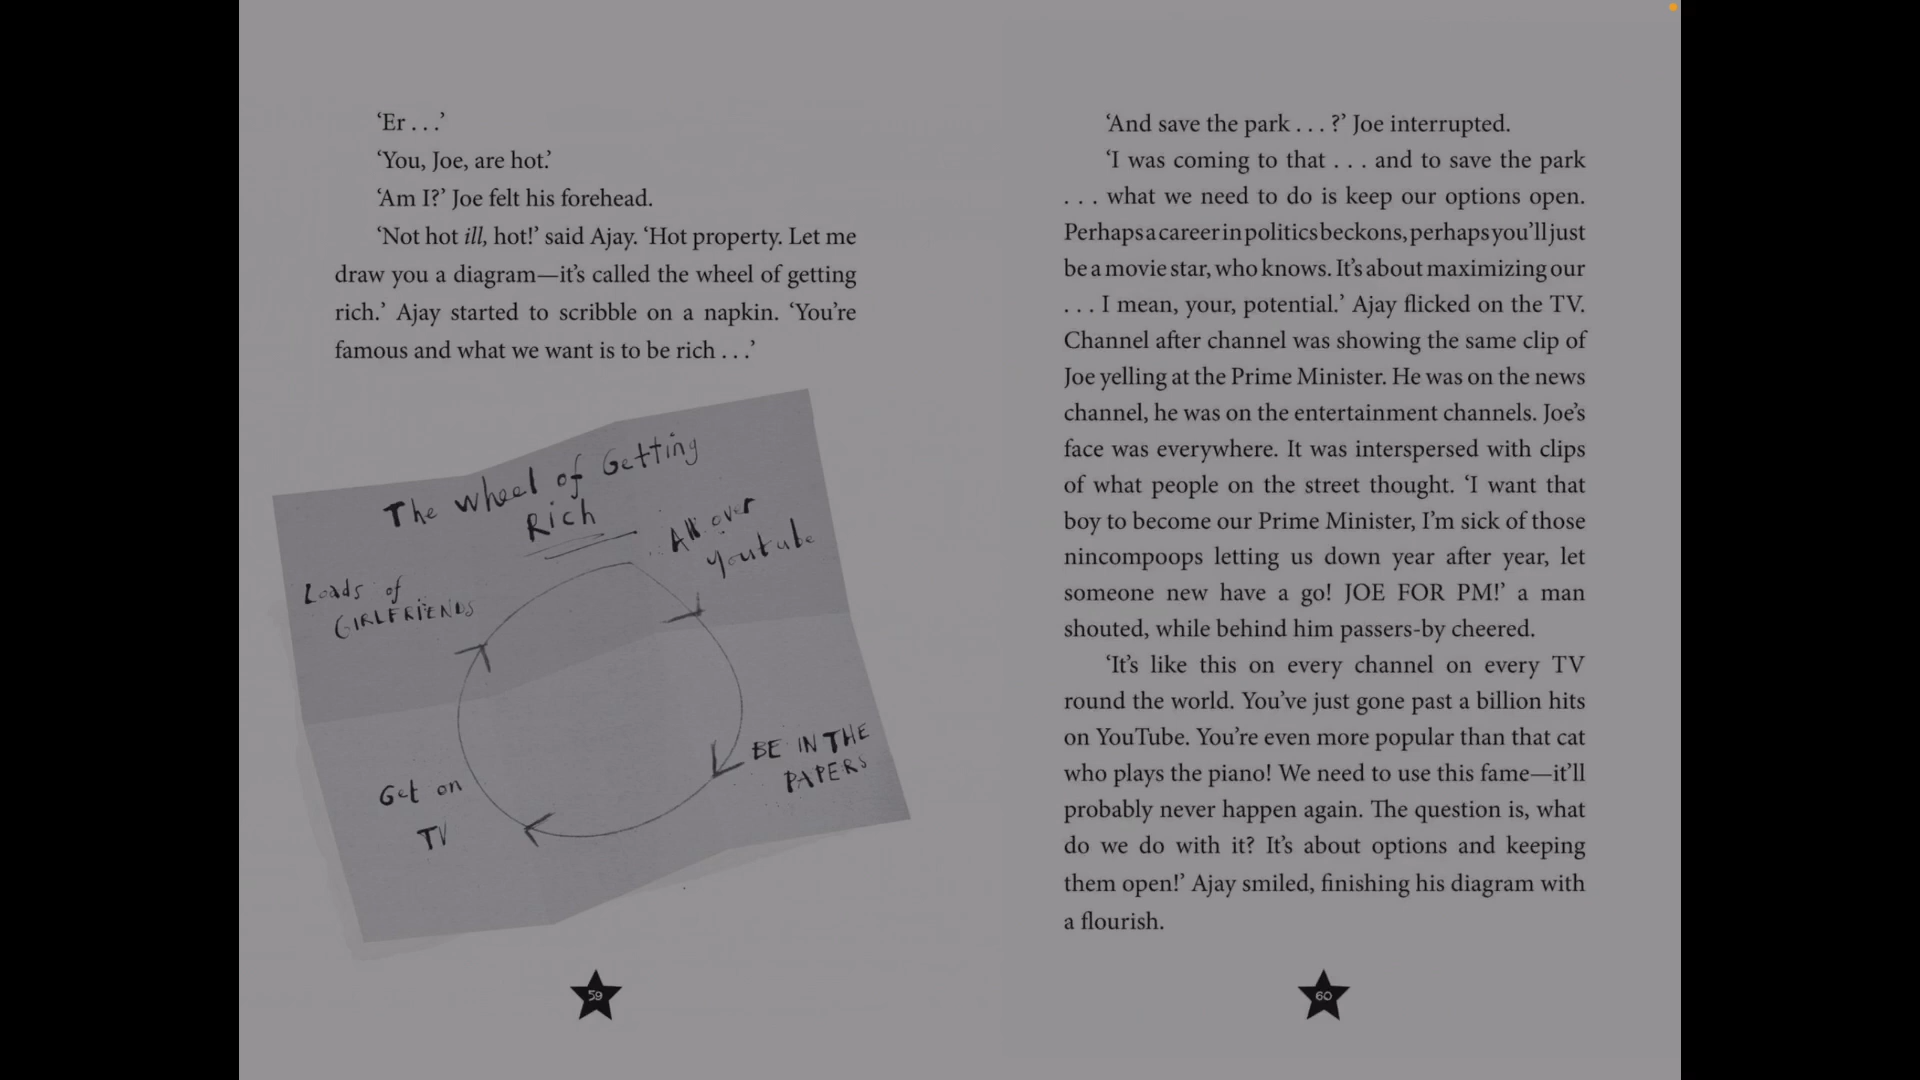 ‘Er . . .’
‘You, Joe, are hot.’
‘Am I?’ Joe felt his forehead.
‘Not hot ill, hot!’ said Ajay. ‘Hot property. Let me
draw you a diagram—it’s called the wheel of getting
rich.’ Ajay started to scribble on a napkin. ‘You’re
famous and what we want is to be rich . . .’
The Wheel of Getting
Rich
All over
Youtube
BE IN THE
PAPERS
Get on
TV
Loads of
GIRLFRIENDS
59
‘And save the park . . . ?’ Joe interrupted.
‘I was coming to that . . . and to save the park
. . . what we need to do is keep our options open.
Perhaps a career in politics beckons, perhaps you’ll just
be a movie star, who knows. It’s about maximizing our
. . . I mean, your, potential.’ Ajay flicked on the TV.
Channel after channel was showing the same clip of
Joe yelling at the Prime Minister. He was on the news
channel, he was on the entertainment channels. Joe’s
face was everywhere. It was interspersed with clips
of what people on the street thought. ‘I want that
boy to become our Prime Minister, I’m sick of those
nincompoops letting us down year after year, let
someone new have a go! JOE FOR PM!’ a man
shouted, while behind him passers-by cheered.
‘It’s like this on every channel on every TV
round the world. You’ve just gone past a billion hits
on YouTube. You’re even more popular than that cat
who plays the piano! We need to use this fame—it’ll
probably never happen again. The question is, what
do we do with it? It’s about options and keeping
them open!’ Ajay smiled, finishing his diagram with
a flourish.
60